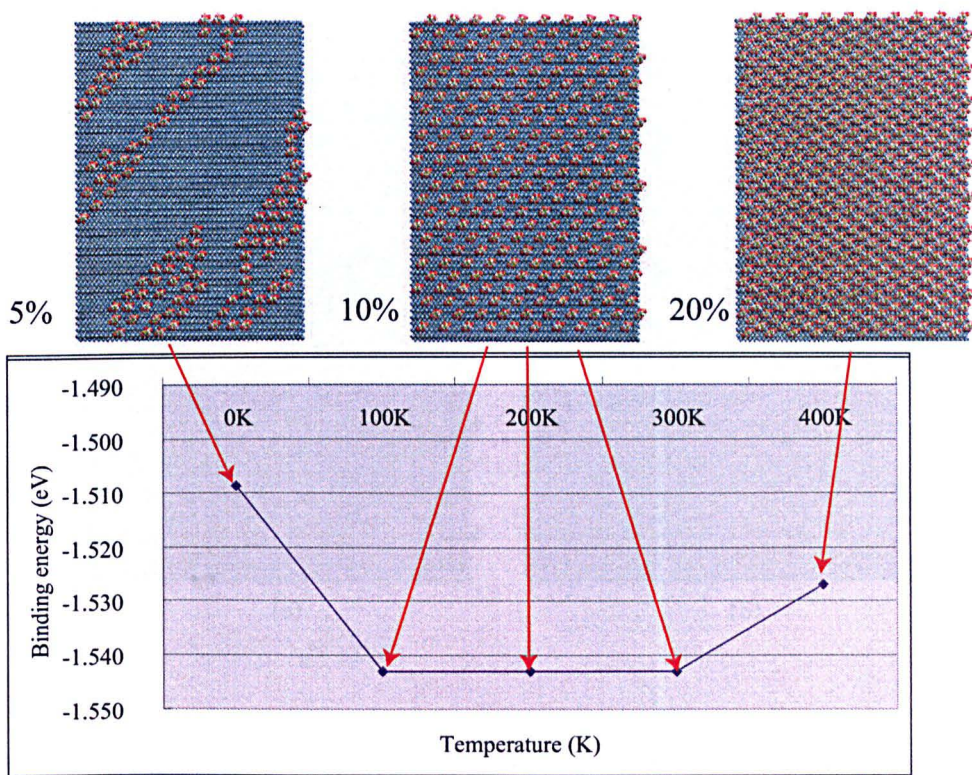 5%
10%
20%
-1.490
-1.500
-1.510
-1.520
-1.530
-1.540
-1.550
0K
100K
200K
300K
400K
Binding energy (eV)
Temperature (K)